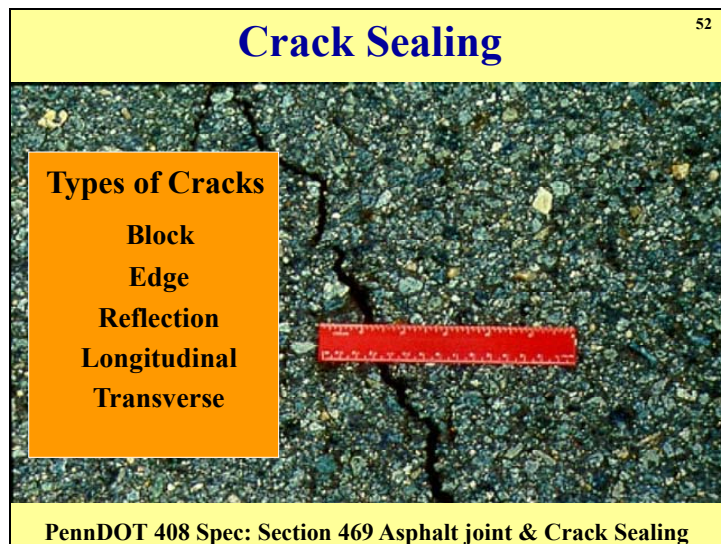 Crack Sealing
52
Types of Cracks
Block
Edge
Reflection
Longitudinal
Transverse
PennDOT 408 Spec: Section 469 Asphalt joint & Crack Sealing